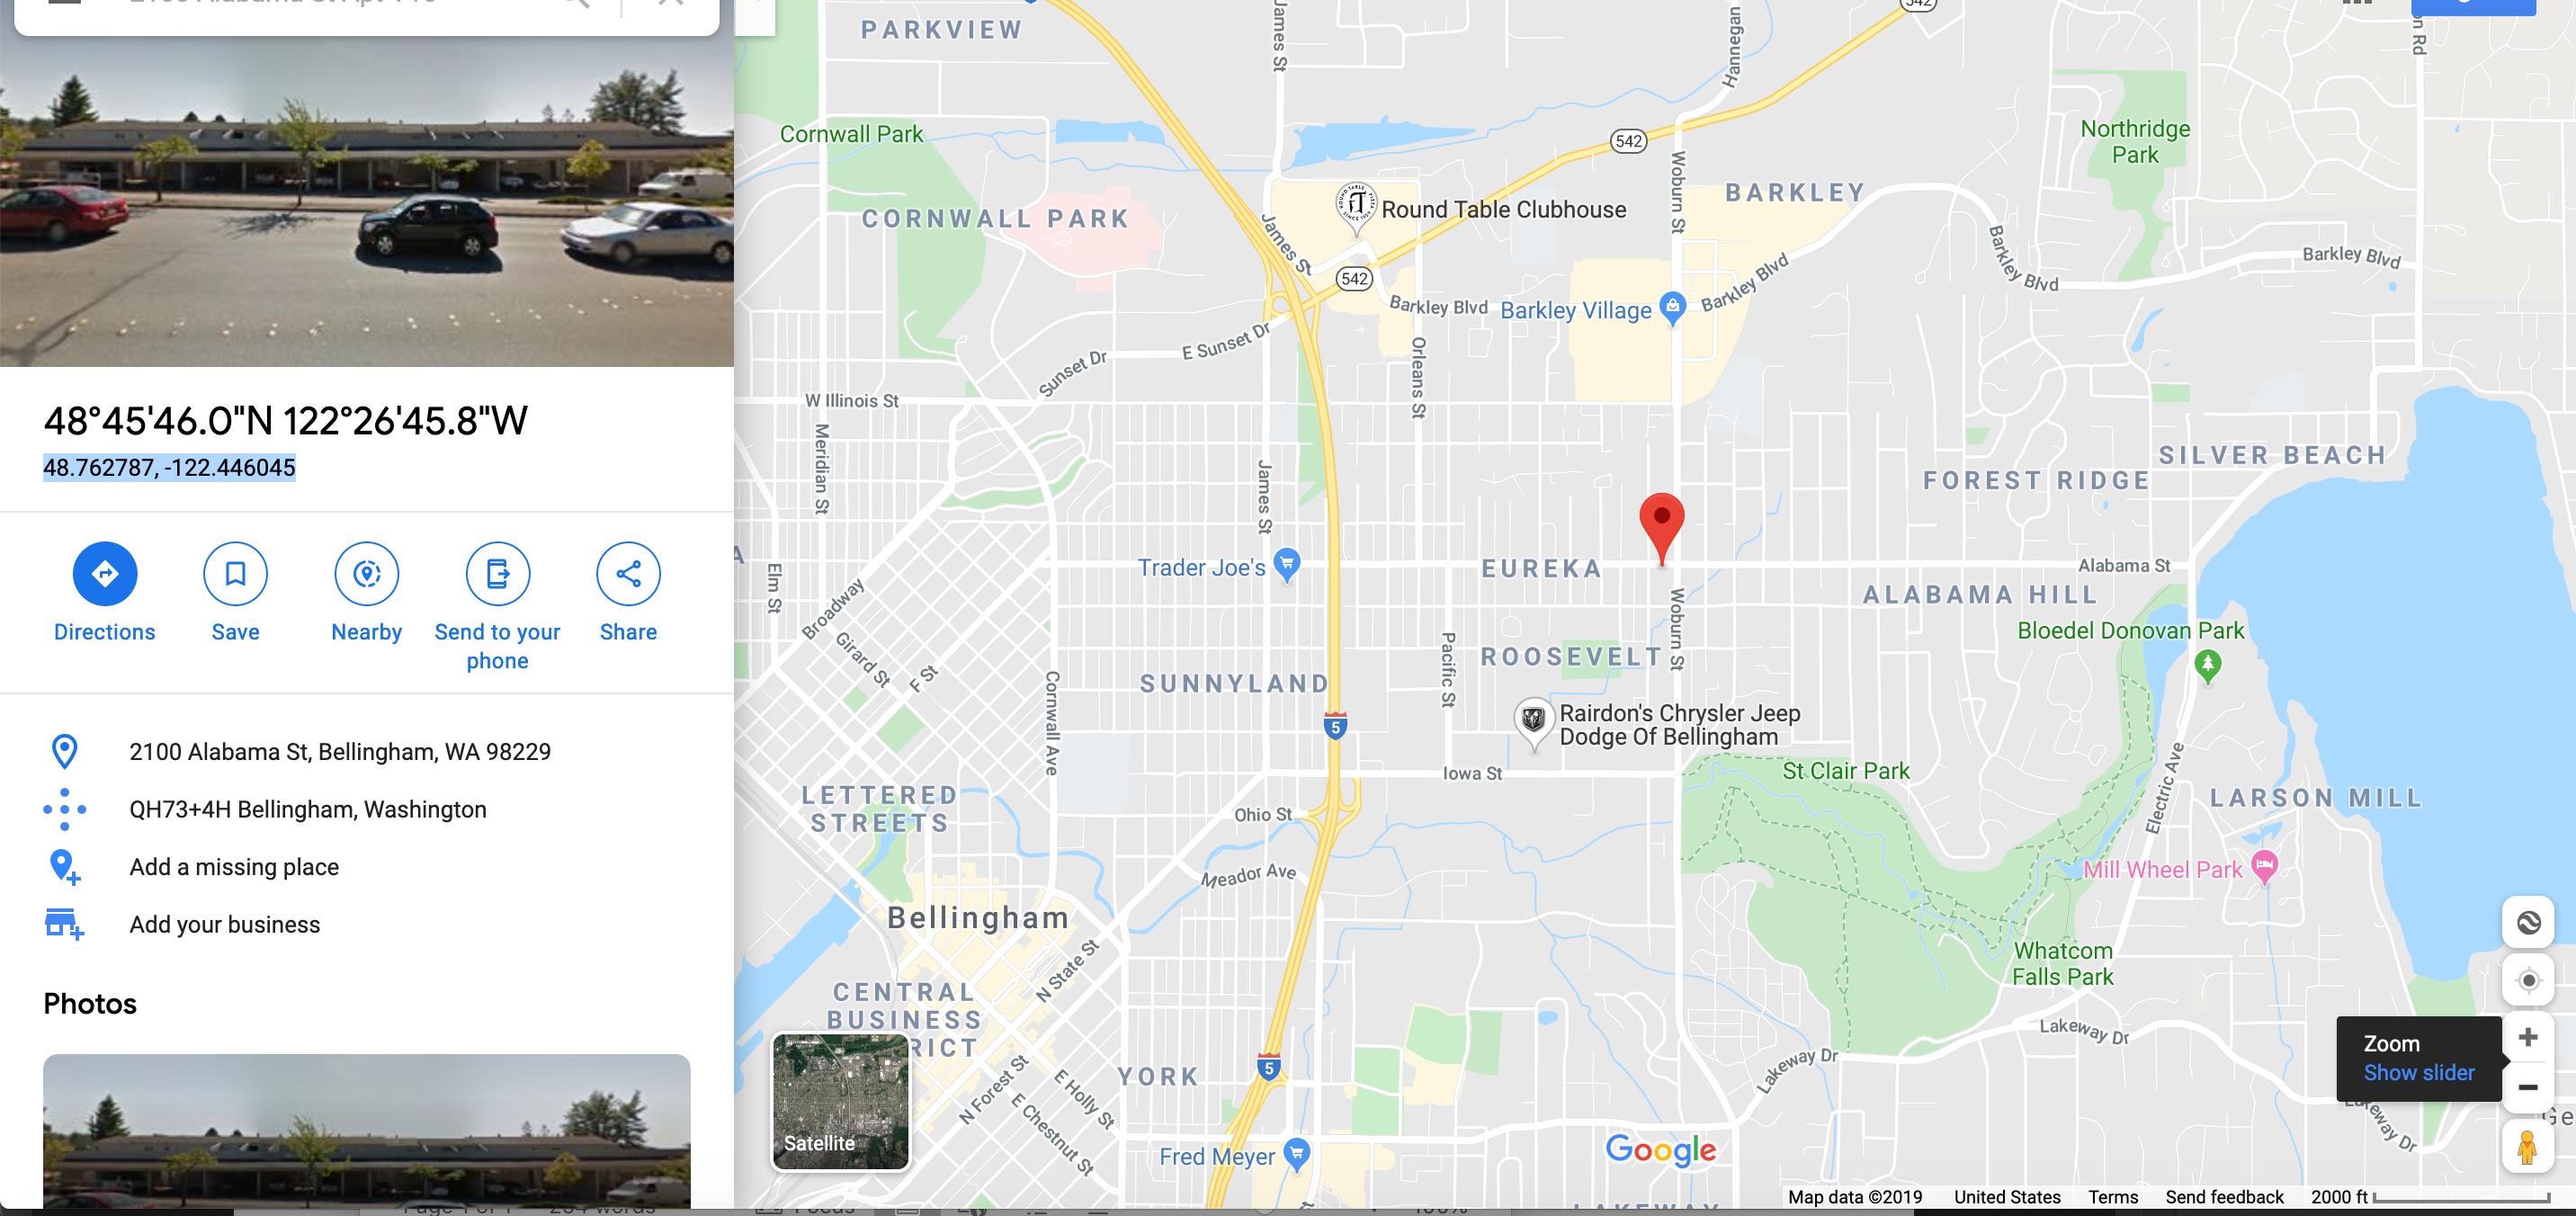 48°45'46.0"N 122°26'45.8"W
48.762787, -122.446045
Directions
Save
Nearby
Send to your
phone
Share
2100 Alabama St, Bellingham, WA 98229
QH73+4H Bellingham, Washington
Add a missing place
Add your business
Photos
PARKVIEW
James St
Hannegan
542
Cornwall Park
542
Northridge
Park
CORNWALL PARK
Round Table Clubhouse
Woburn St
BARKLEY
James St
542
Barkley Blvd
Barkley Village
Barkley Blvd
Barkley Blvd
Barkley Blvd
E Sunset Dr
Sunset Dr
Orleans St
W Illinois St
Meridian St
James St
SILVER BEACH
FOREST RIDGE
Trader Joe's
EUREKA
Alabama St
ALABAMA HILL
Elm St
Broadway
Girard St
F St
Bloedel Donovan Park
Pacific St
ROOSEVELT
Woburn St
SUNNYLAND
Cornwall Ave
5
Rairdon's Chrysler Jeep
Dodge Of Bellingham
Iowa St
St Clair Park
Electric Ave
LARSON MILL
LETTERED
STREETS
Ohio St
Meador Ave
Mill Wheel Park
Bellingham
N State St
Whatcom
Falls Park
CENTRAL
BUSINESS
RICT
Lakeway Dr
Lakeway Dr
Zoom
Show slider
5
YORK
N Forest St
E Holly St
E Chestnut St
Satellite
Lakeway Dr
Ge
Fred Meyer
Google
Map data ©2019 United States Terms Send feedback 2000 ft